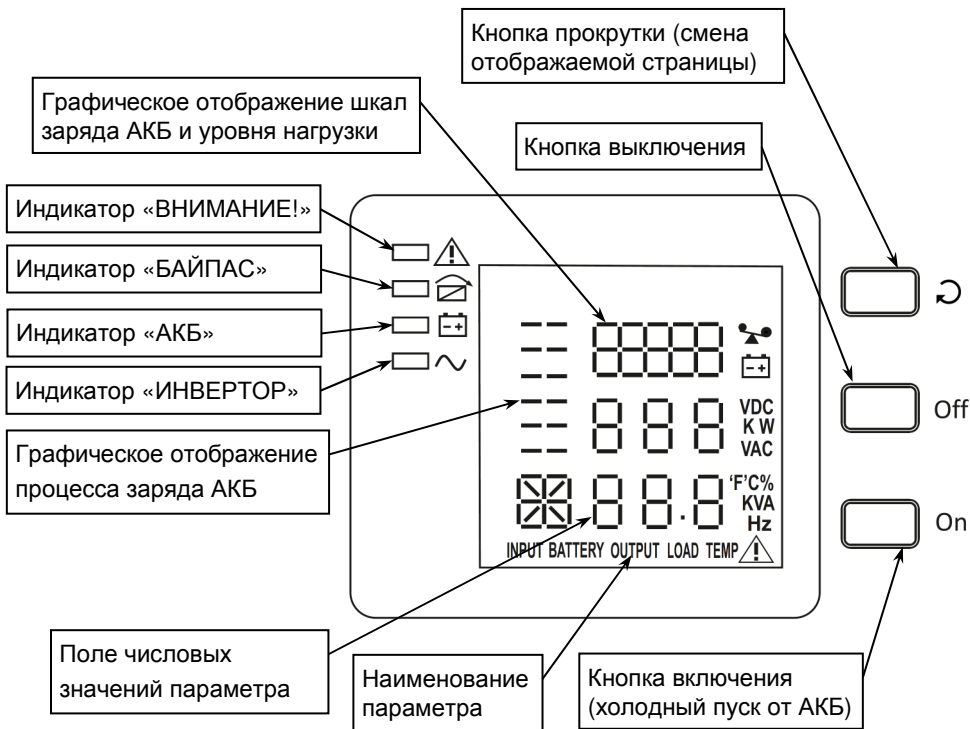 Кнопка прокрутки (смена
отображаемой страницы)
Графическое отображение шкал
заряда АКБ и уровня нагрузки
Кнопка выключения
Индикатор «ВНИМАНИЕ!»
Индикатор «БАЙПАС»
Индикатор «АКБ»
Индикатор «ИНВЕРТОР»
Графическое отображение
процесса заряда АКБ
VDC
K W
VAC
Off
'F'C%
KVA
Hz
On
INPUT BATTERY OUTPUT LOAD TEMP
Поле числовых
значений параметра
Наименование
параметра
Кнопка включения
(холодный пуск от АКБ)